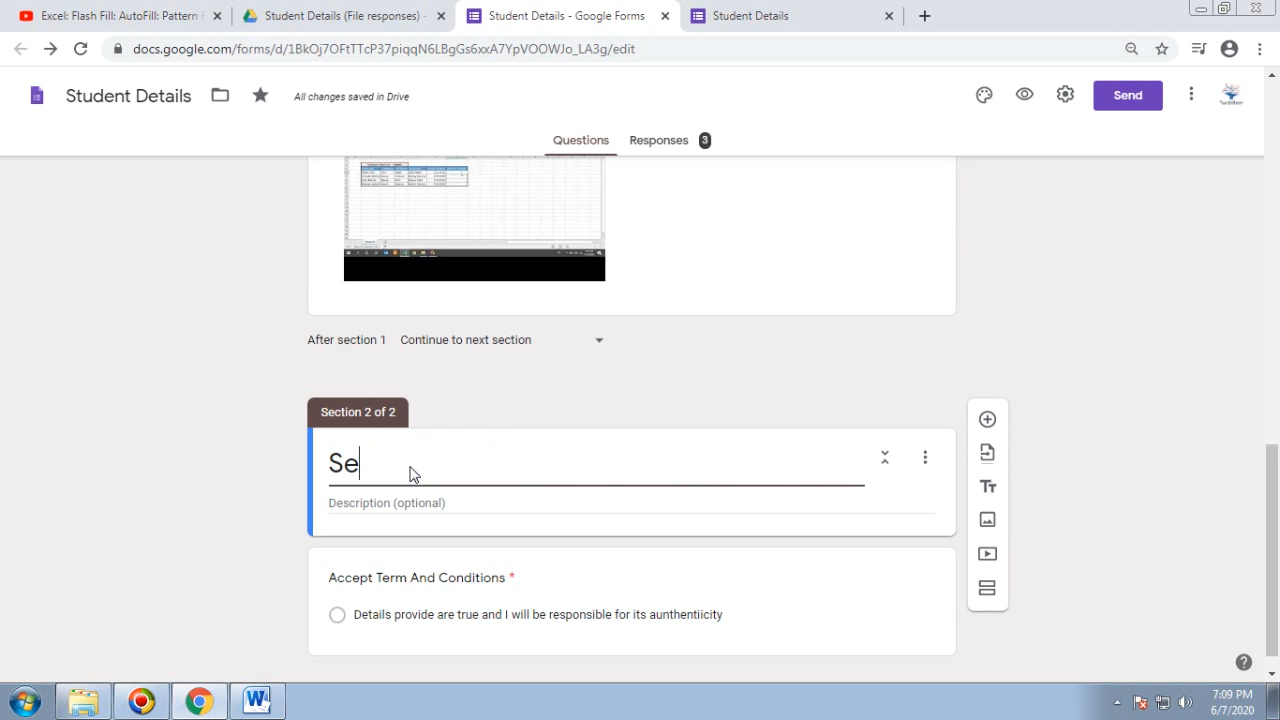 Excel: Flash Fill: AutoFill: Pattern F
Student Details (File responses) -
Student Details - Google Forms
Student Details
docs.google.com/forms/d/1BkOj7OFtTTcP37piqqN6LBgGs6xxA7YpVOOWJo_LA3g/edit
Student Details
All changes saved in Drive
Send
Questions
Responses 3
After section 1 Continue to next section
Section 2 of 2
Se
Description (optional)
Accept Term And Conditions *
Details provide are true and I will be responsible for its aunthentiicity
7:09 PM
6/7/2020